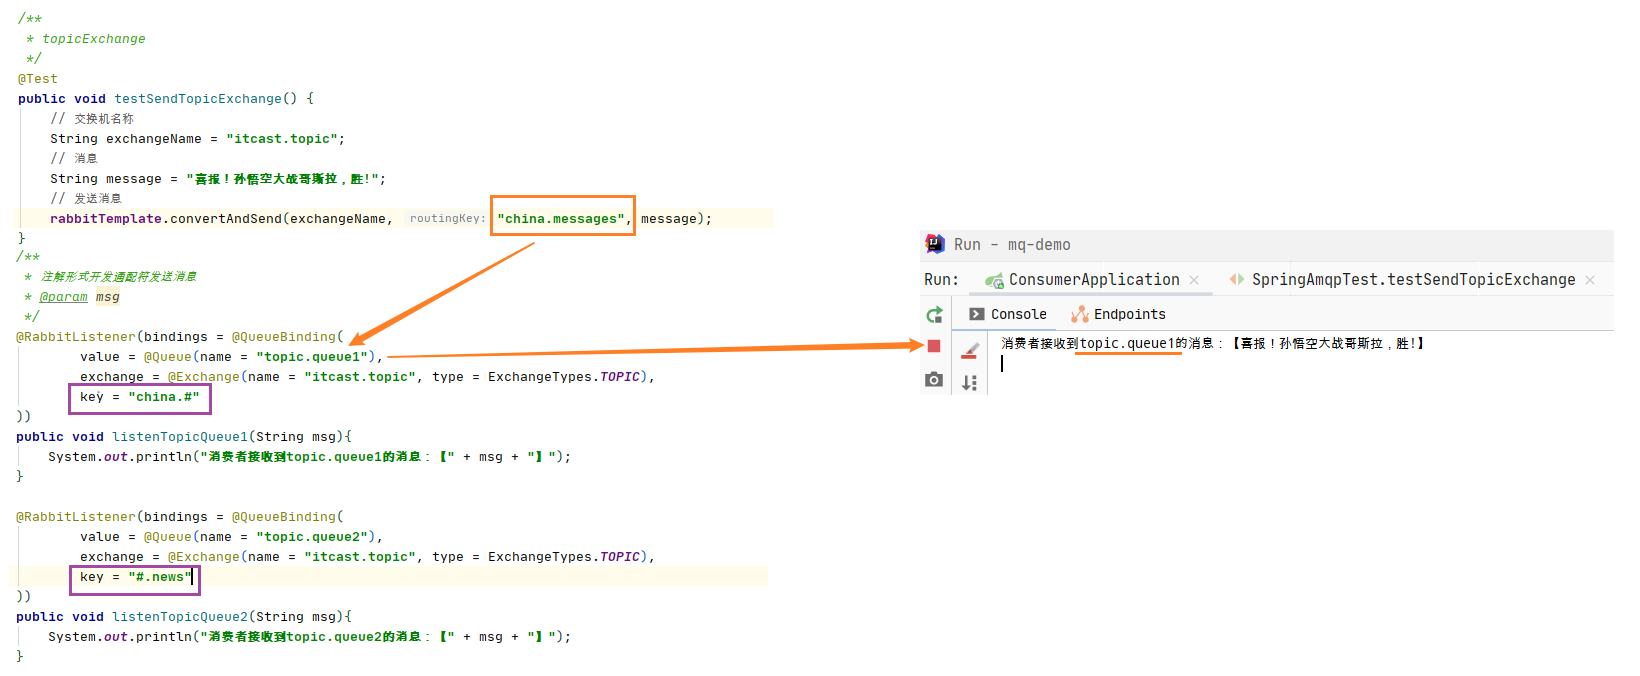 /**
 * topicExchange
 */
@Test
public void testSendTopicExchange() {
    // 交换机名称
    String exchangeName = "itcast.topic";
    // 消息
    String message = "喜报！孙悟空大战哥斯拉，胜!";
    // 发送消息
    rabbitTemplate.convertAndSend(exchangeName, routingKey: "china.messages", message);
}
/**
 * 注解形式开发通配符发送消息
 * @param msg
 */
@RabbitListener(bindings = @QueueBinding(
        value = @Queue(name = "topic.queue1"),
        exchange = @Exchange(name = "itcast.topic", type = ExchangeTypes.TOPIC),
        key = "china.#"
))
public void listenTopicQueue1(String msg){
    System.out.println("消费者接收到topic.queue1的消息：【" + msg + "】");
}
@RabbitListener(bindings = @QueueBinding(
        value = @Queue(name = "topic.queue2"),
        exchange = @Exchange(name = "itcast.topic", type = ExchangeTypes.TOPIC),
        key = "#.news"
))
public void listenTopicQueue2(String msg){
    System.out.println("消费者接收到topic.queue2的消息：【" + msg + "】");
}
Run - mq-demo
Run: ConsumerApplication SpringAmqpTest.testSendTopicExchange
Console Endpoints
消费者接收到topic.queue1的消息：【喜报！孙悟空大战哥斯拉，胜!】